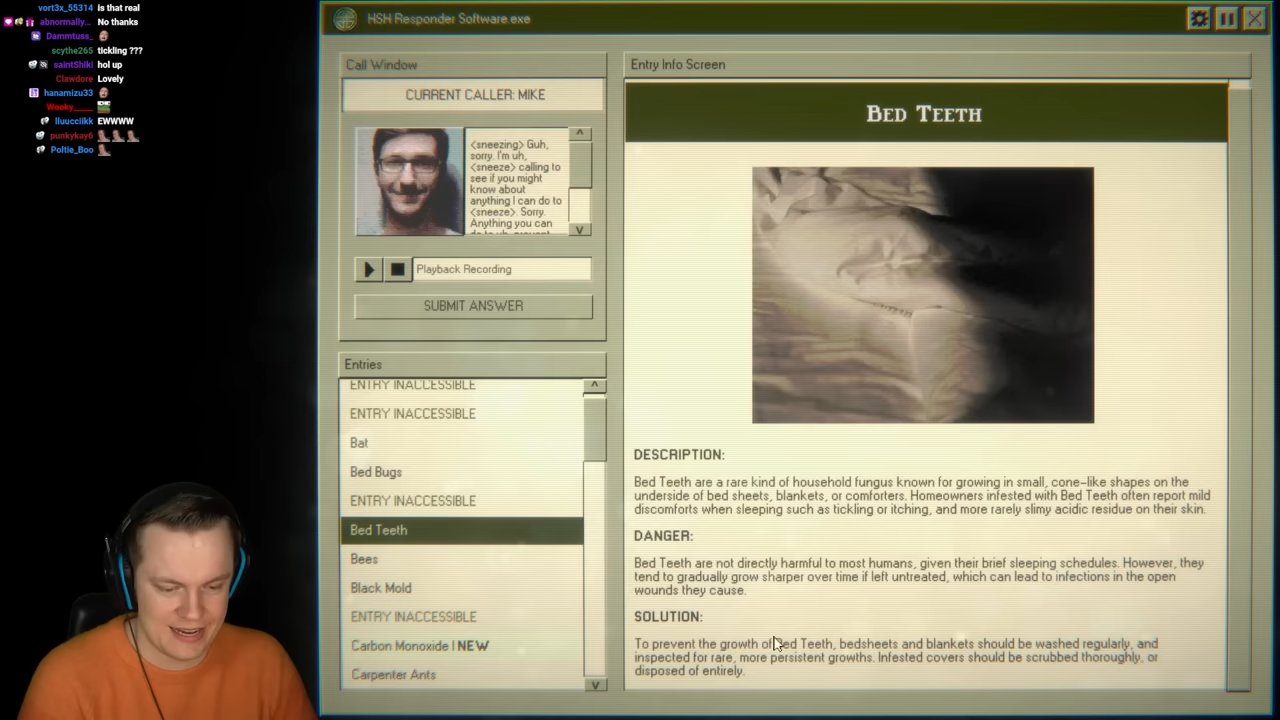 vort3x_55314 Is that real
abnormally... No thanks
Dammtuss_
scythe265 tickling ???
saintShiki hol up
Clawdore Lovely
hanamizu33
Wooky_____
lluucciikk EWWWW
punkykay6
Poltie_Boo
HSH Responder Software.exe
Call Window
CURRENT CALLER: MIKE
<sneezing> Guh,
sorry. I'm uh,
<sneeze> calling to
see if you might
know about
anything I can do to
<sneeze>. Sorry.
Anything you can
do to uh, prevent
Playback Recording
SUBMIT ANSWER
Entries
ENTRY INACCESSIBLE
ENTRY INACCESSIBLE
Bat
Bed Bugs
ENTRY INACCESSIBLE
Bed Teeth
Bees
Black Mold
ENTRY INACCESSIBLE
Carbon Monoxide | NEW
Carpenter Ants
Entry Info Screen
BED TEETH
DESCRIPTION:
Bed Teeth are a rare kind of household fungus known for growing in small, cone-like shapes on the
underside of bed sheets, blankets, or comforters. Homeowners infested with Bed Teeth often report mild
discomforts when sleeping such as tickling or itching, and more rarely slimy acidic residue on their skin.
DANGER:
Bed Teeth are not directly harmful to most humans, given their brief sleeping schedules. However, they
tend to gradually grow sharper over time if left untreated, which can lead to infections in the open
wounds they cause.
SOLUTION:
To prevent the growth of Bed Teeth, bedsheets and blankets should be washed regularly, and
inspected for rare, more persistent growths. Infested covers should be scrubbed thoroughly, or
disposed of entirely.